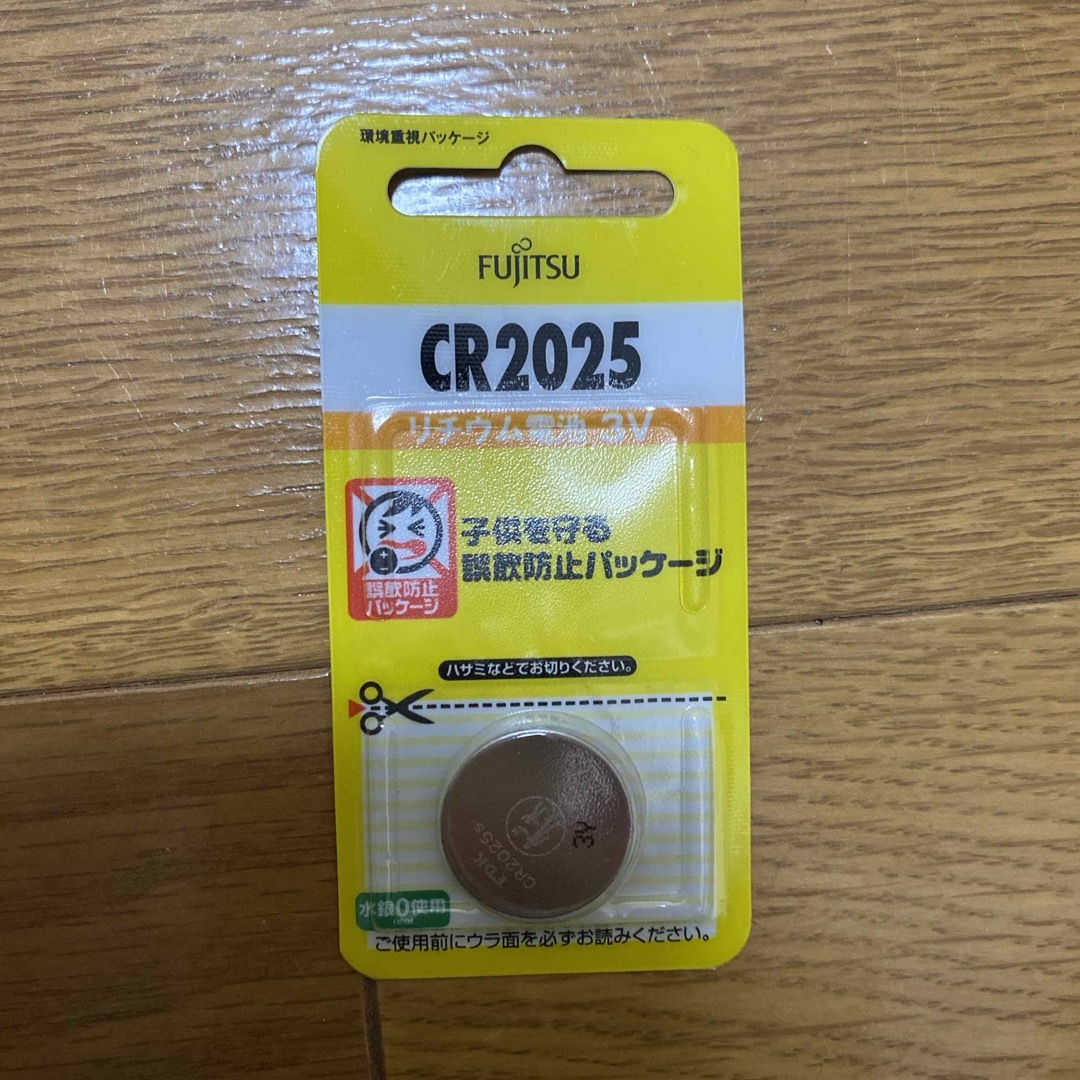 環境重視パッケージ
FUJITSU
CR2025
リチウム電池 3V
子供を守る
誤飲防止パッケージ
誤飲防止
パッケージ
ハサミなどでお切りください。
3Y
FDK
CR2025
水銀0使用
ご使用前にウラ面を必ずお読みください。